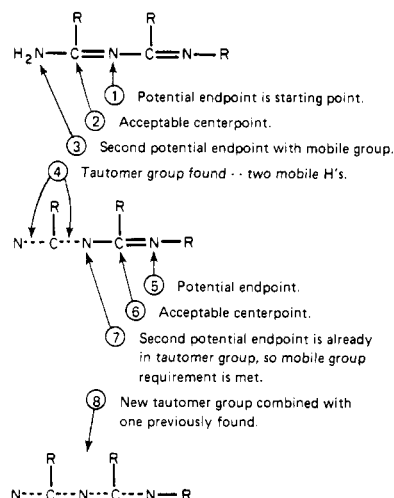 R R
H₂N—C=N—C=N—R
1 Potential endpoint is starting point.
2 Acceptable centerpoint.
3 Second potential endpoint with mobile group.
4 Tautomer group found -- two mobile H's.
R R
N---C---N—C=N—R
5 Potential endpoint.
6 Acceptable centerpoint.
7 Second potential endpoint is already
in tautomer group, so mobile group
requirement is met.
8 New tautomer group combined with
one previously found.
R R
N---C---N---C---N—R